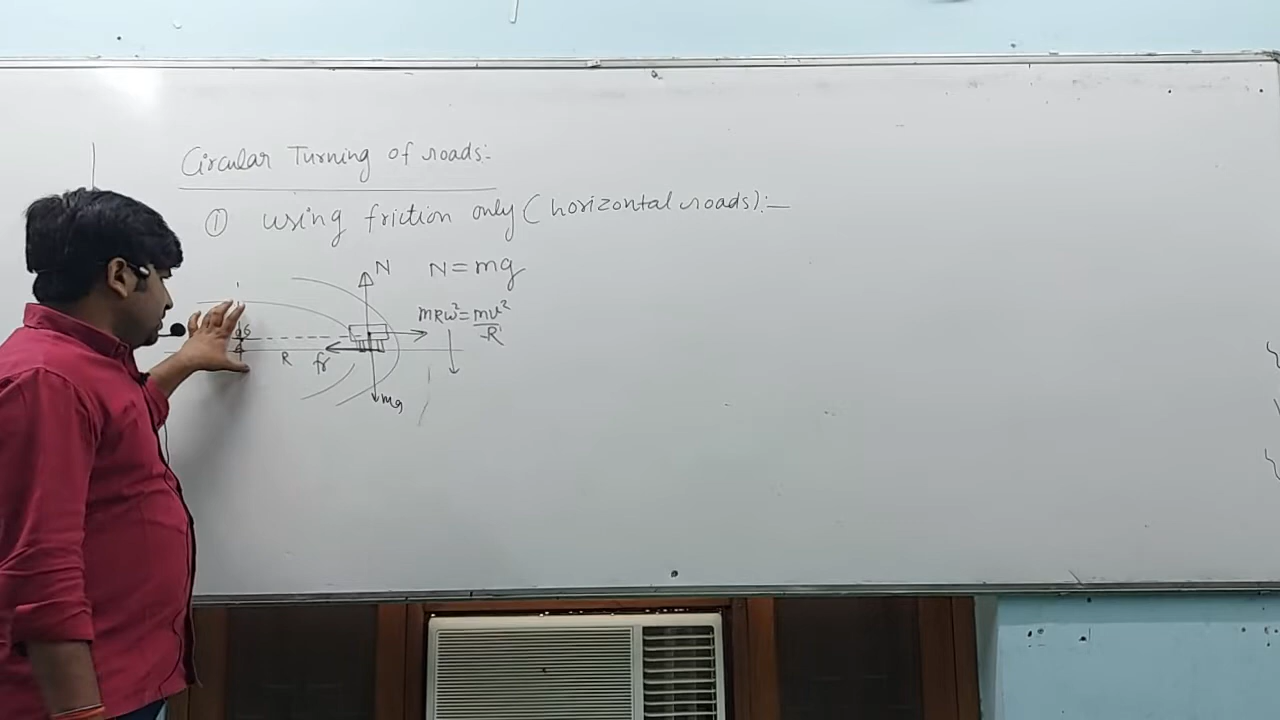 Circular Turning of roads:
① using friction only (horizontal roads):—
N
N = mg
mRω² = mv²/R
R
fr
mg